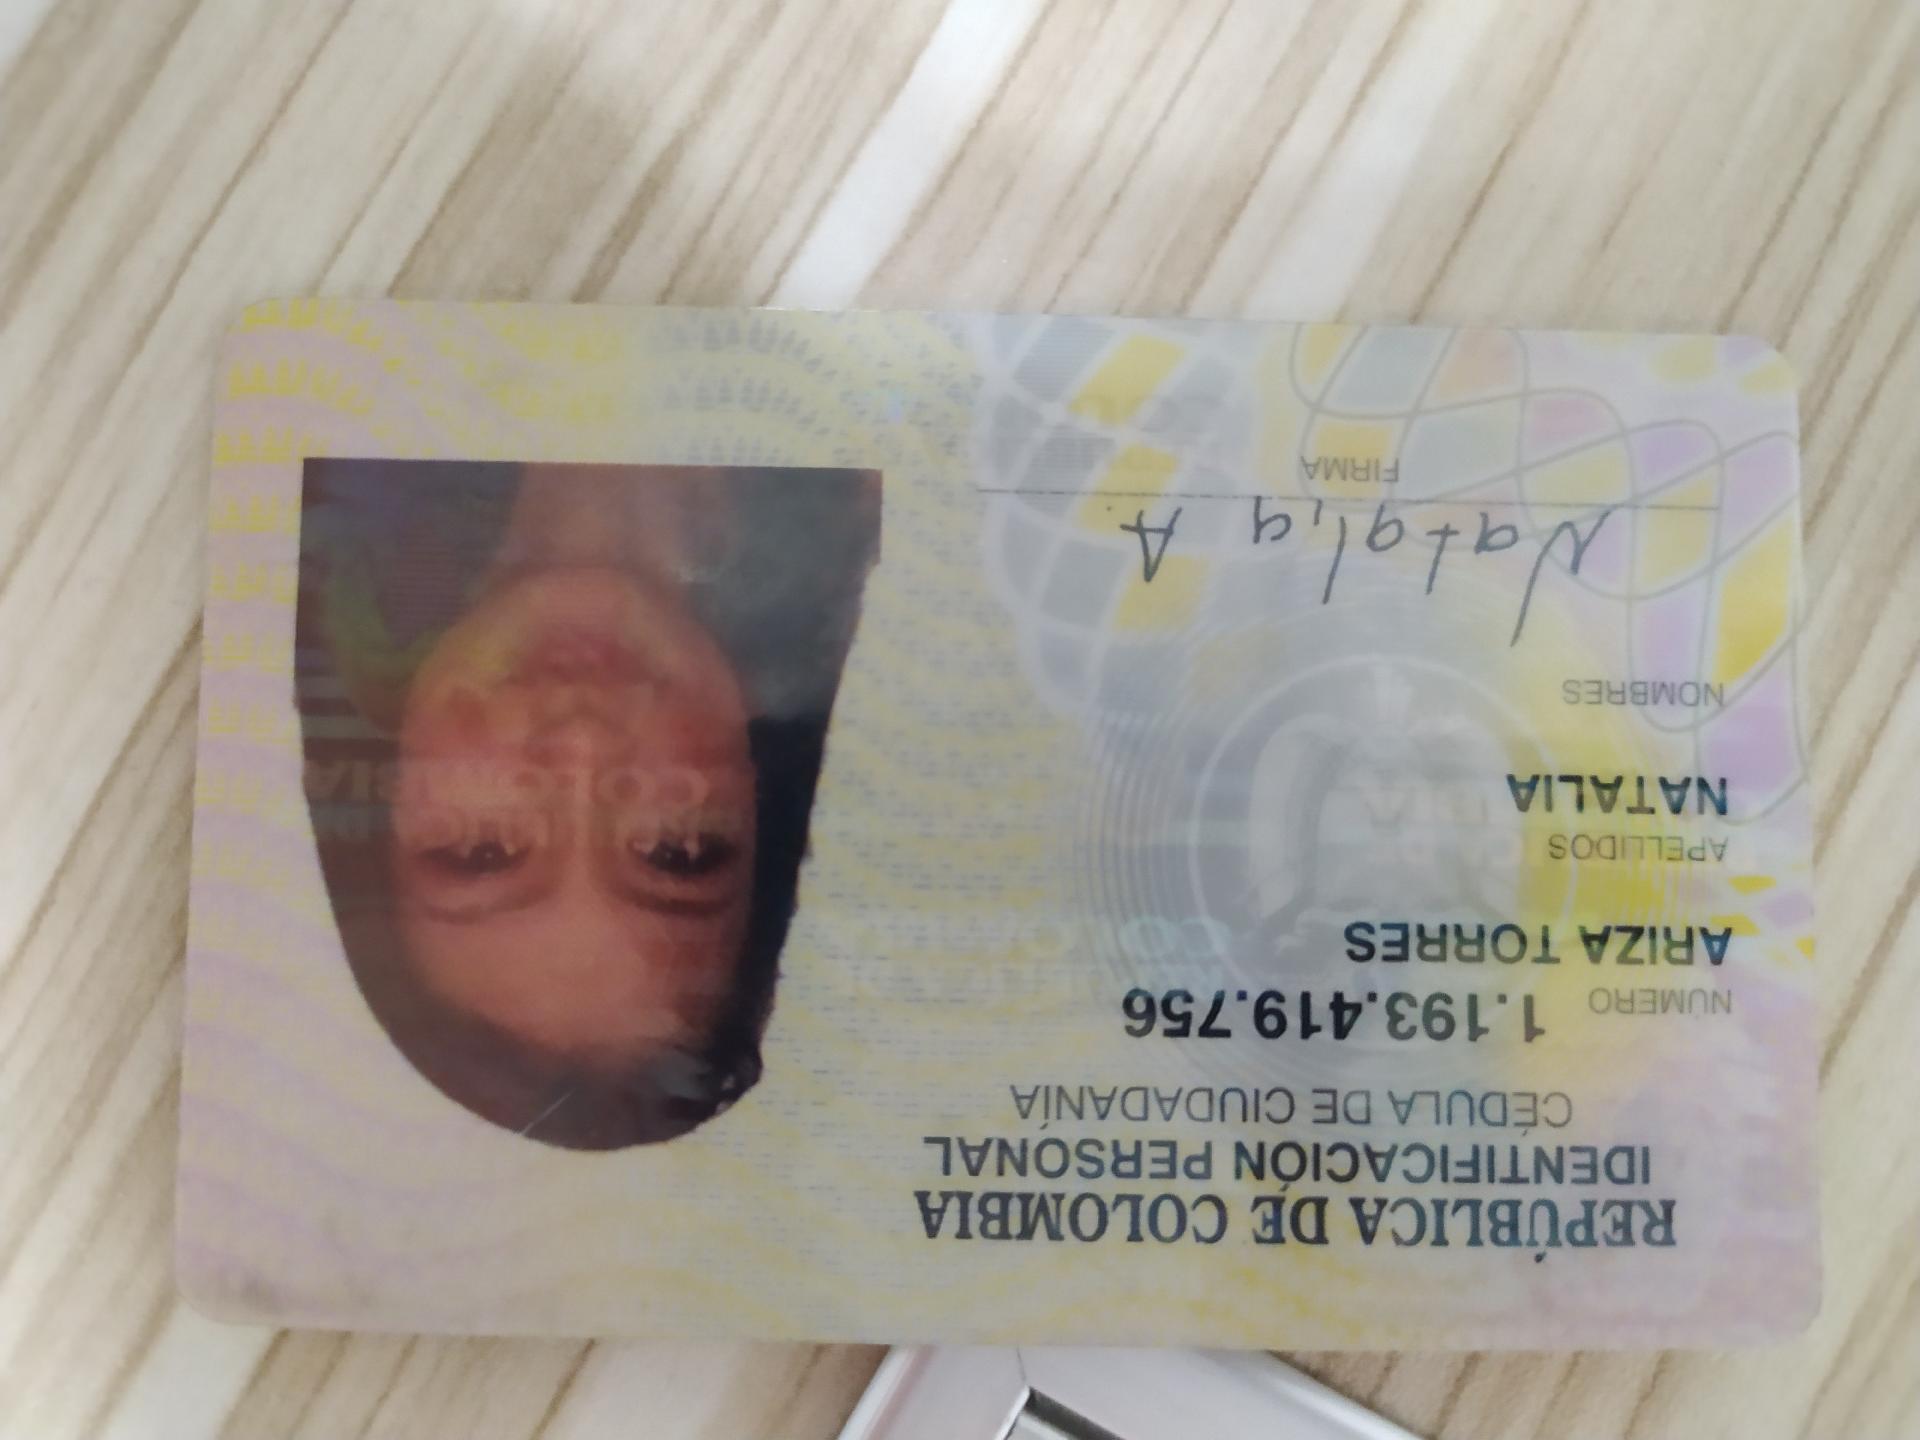 REPÚBLICA DE COLOMBIA
IDENTIFICACIÓN PERSONAL
CÉDULA DE CIUDADANÍA
NÚMERO 1.193.419.756
ARIZA TORRES
APELLIDOS
NATALIA
NOMBRES
Natalia A.
FIRMA